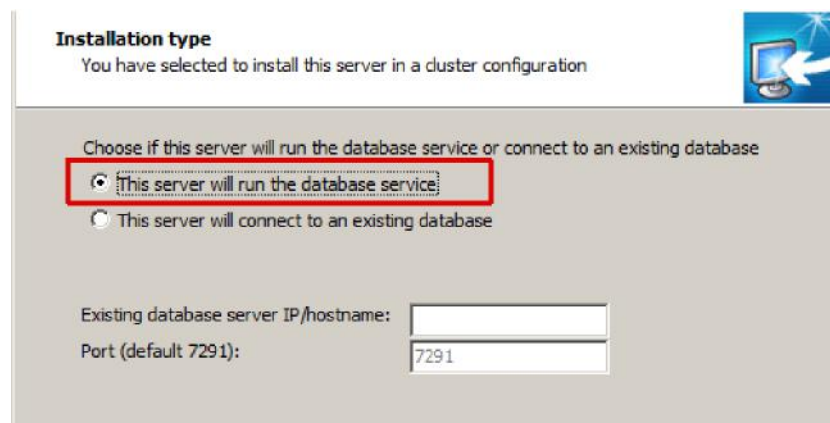 Installation type
You have selected to install this server in a cluster configuration
Choose if this server will run the database service or connect to an existing database
This server will run the database service
This server will connect to an existing database
Existing database server IP/hostname:
Port (default 7291):
7291